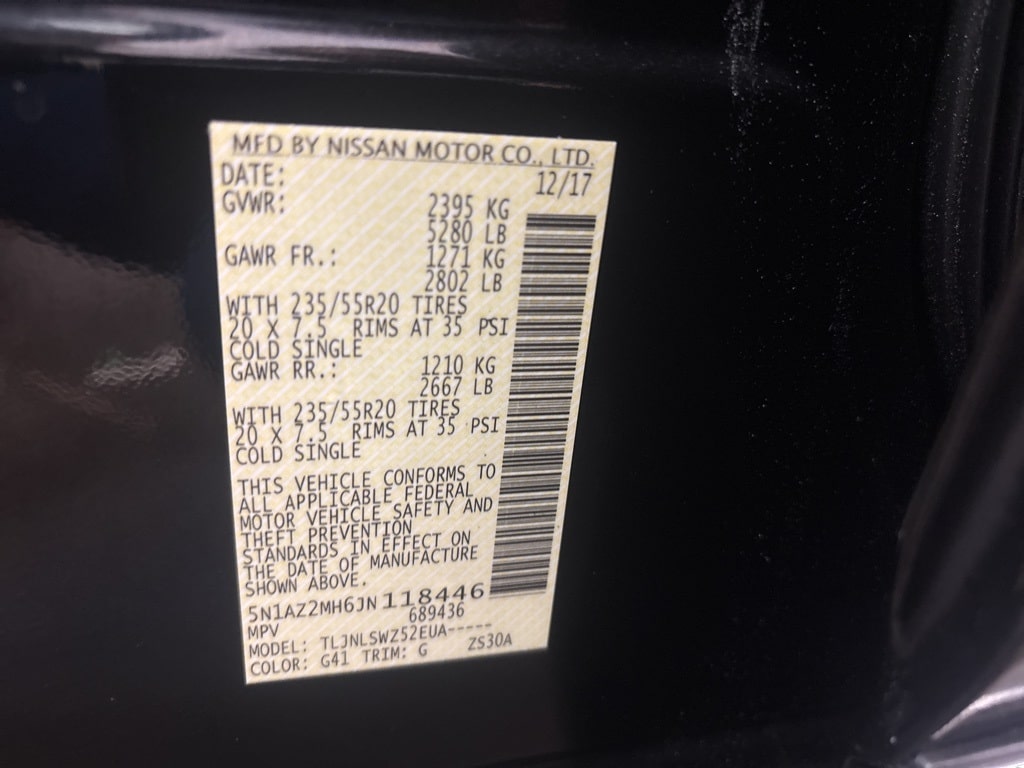 MFD BY NISSAN MOTOR CO., LTD.
DATE: 12/17
GVWR: 2395 KG
5280 LB
GAWR FR.: 1271 KG
2802 LB
WITH 235/55R20 TIRES
20 X 7.5 RIMS AT 35 PSI
COLD SINGLE
GAWR RR.: 1210 KG
2667 LB
WITH 235/55R20 TIRES
20 X 7.5 RIMS AT 35 PSI
COLD SINGLE
THIS VEHICLE CONFORMS TO
ALL APPLICABLE FEDERAL
MOTOR VEHICLE SAFETY AND
THEFT PREVENTION
STANDARDS IN EFFECT ON
THE DATE OF MANUFACTURE
SHOWN ABOVE.
5N1AZ2MH6JN118446
689436
MPV
MODEL: TLJNLSWZ52EUA-----
COLOR: G41 TRIM: G ZS30A